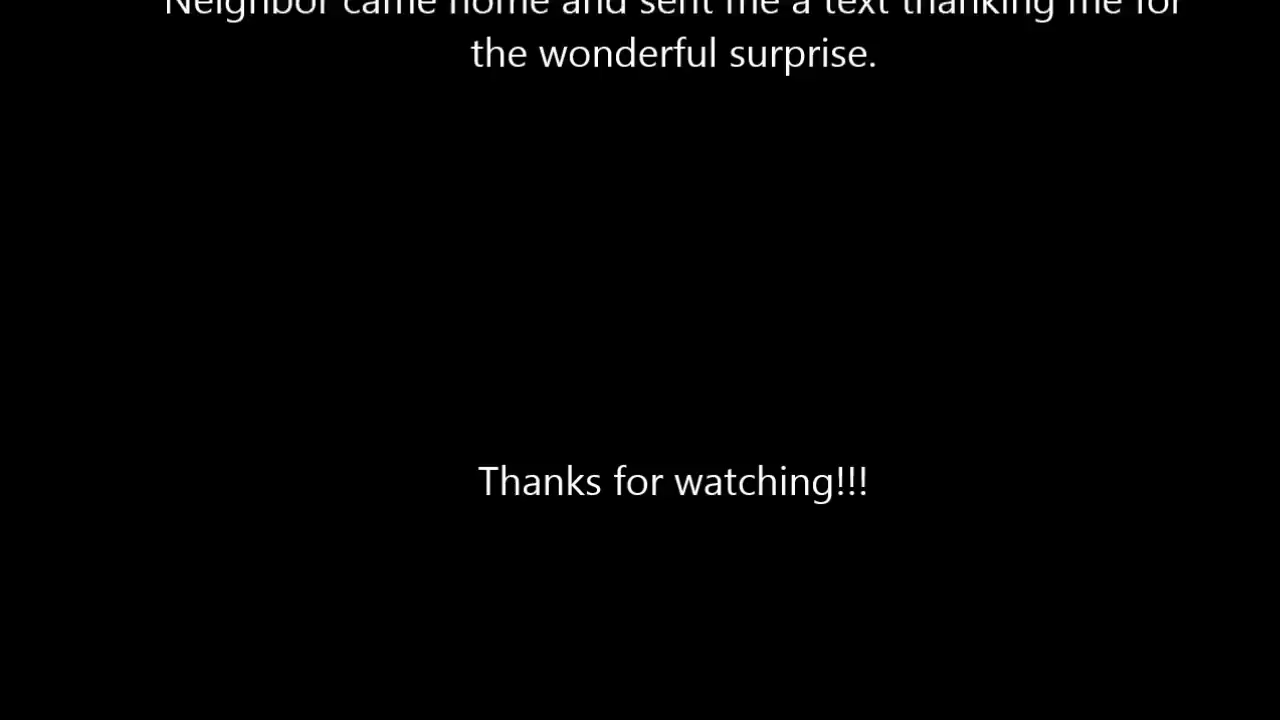 Neighbor came home and sent me a text thanking me for
the wonderful surprise.
Thanks for watching!!!